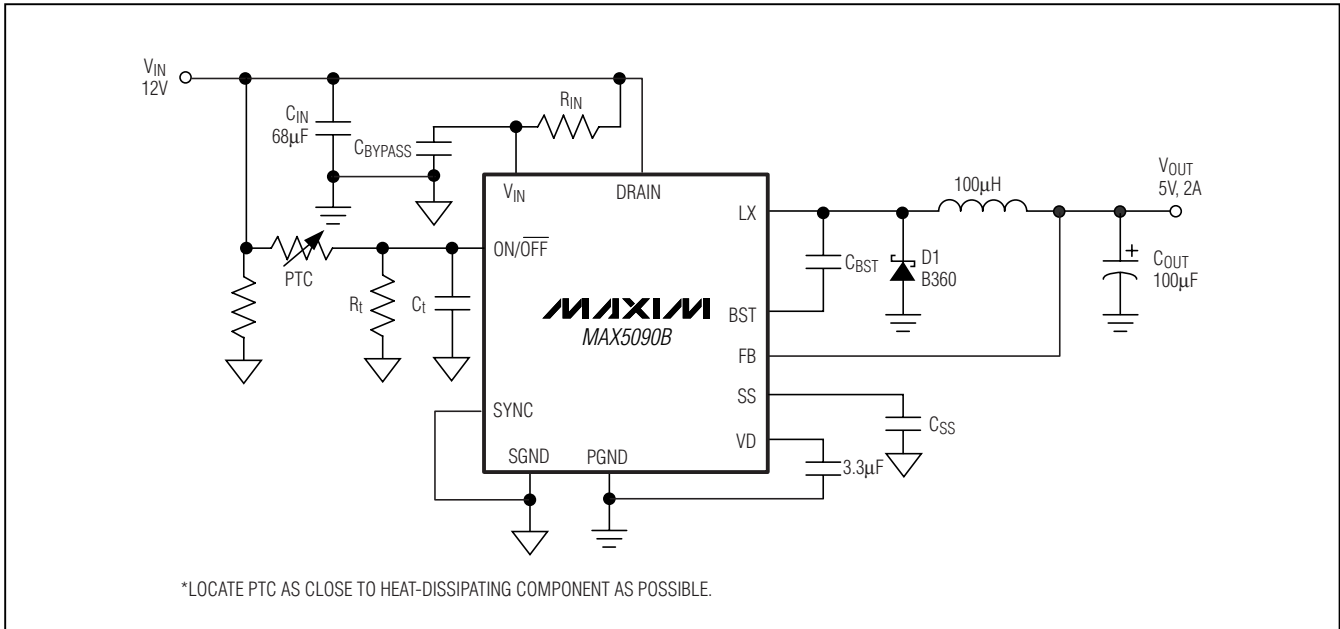 VIN
12V
CIN
68µF
CBYPASS
RIN
VIN
DRAIN
LX
100µH
VOUT
5V, 2A
ON/O̅F̅F̅
PTC
Rt
Ct
CBST
D1
B360
COUT
100µF
+
MAXIM
MAX5090B
BST
FB
SS
CSS
SYNC
VD
SGND
PGND
3.3µF
*LOCATE PTC AS CLOSE TO HEAT-DISSIPATING COMPONENT AS POSSIBLE.